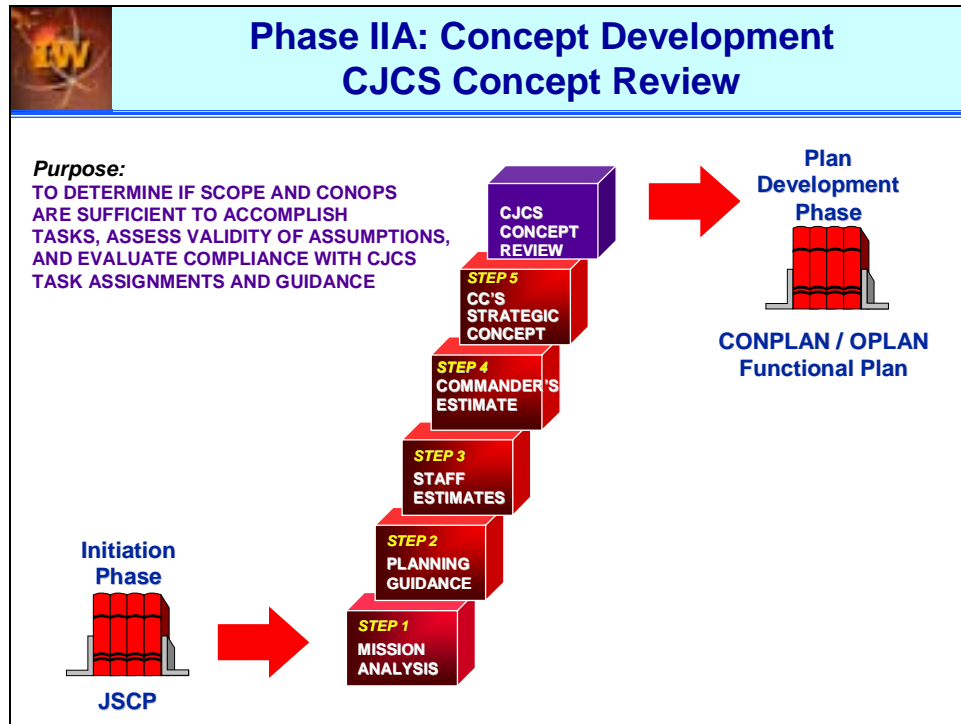 IW
Phase IIA: Concept Development
CJCS Concept Review
Purpose:
TO DETERMINE IF SCOPE AND CONOPS
ARE SUFFICIENT TO ACCOMPLISH
TASKS, ASSESS VALIDITY OF ASSUMPTIONS,
AND EVALUATE COMPLIANCE WITH CJCS
TASK ASSIGNMENTS AND GUIDANCE
CJCS
CONCEPT
REVIEW
Plan
Development
Phase
CONPLAN / OPLAN
Functional Plan
STEP 5
CC'S
STRATEGIC
CONCEPT
STEP 4
COMMANDER'S
ESTIMATE
STEP 3
STAFF
ESTIMATES
STEP 2
PLANNING
GUIDANCE
STEP 1
MISSION
ANALYSIS
Initiation
Phase
JSCP